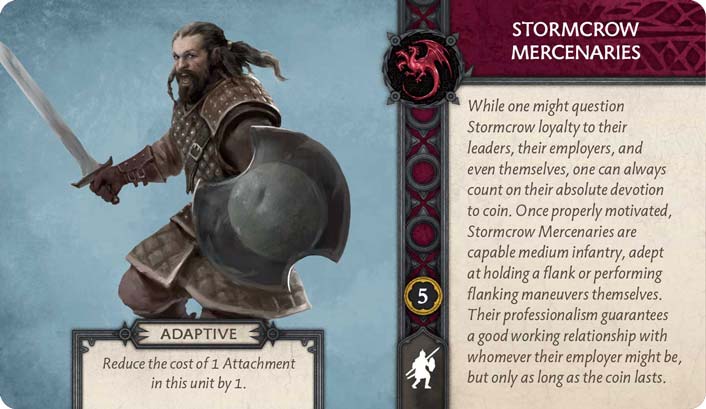 STORMCROW
MERCENARIES
While one might question
Stormcrow loyalty to their
leaders, their employers, and
even themselves, one can always
count on their absolute devotion
to coin. Once properly motivated,
Stormcrow Mercenaries are
capable medium infantry, adept
at holding a flank or performing
flanking maneuvers themselves.
Their professionalism guarantees
a good working relationship with
whomever their employer might be,
but only as long as the coin lasts.
5
ADAPTIVE
Reduce the cost of 1 Attachment
in this unit by 1.